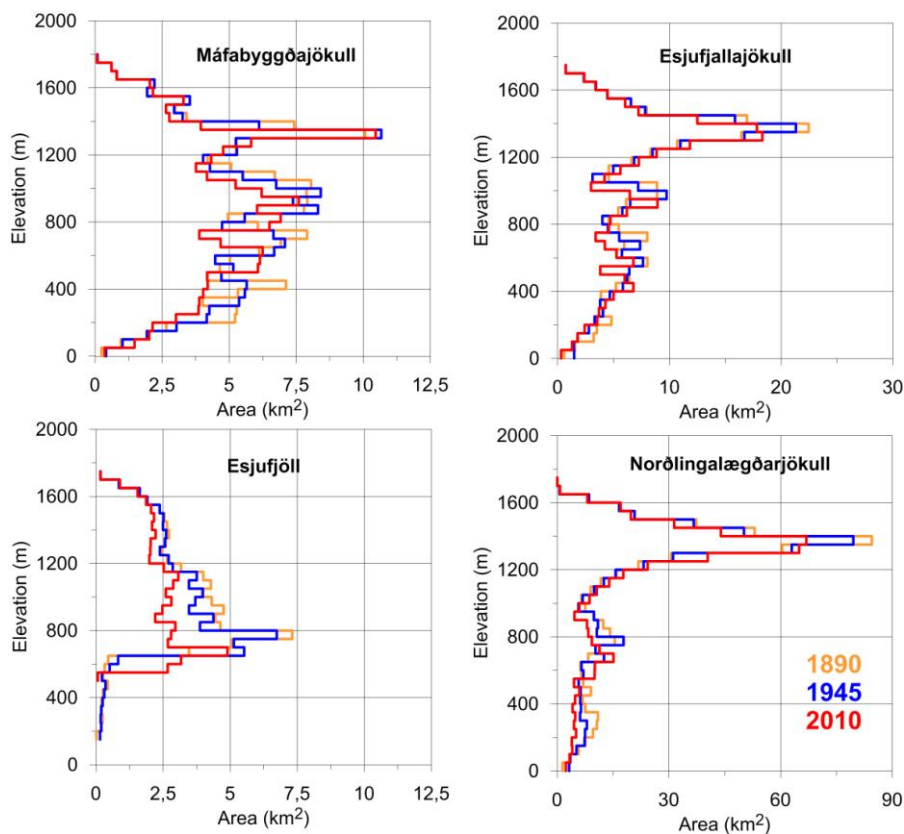 Máfabyggðajökull
2000
1600
1200
800
400
0
Elevation (m)
0 2,5 5 7,5 10 12,5
Area (km²)
Esjufallajökull
2000
1600
1200
800
400
0
Elevation (m)
0 10 20 30
Area (km²)
Esjufjöll
2000
1600
1200
800
400
0
Elevation (m)
0 2,5 5 7,5 5 12,5
Area (km²)
Norðlingalægðarjökull
2000
1600
1200
800
400
0
Elevation (m)
1890
1945
2010
0 30 60 90
Area (km²)